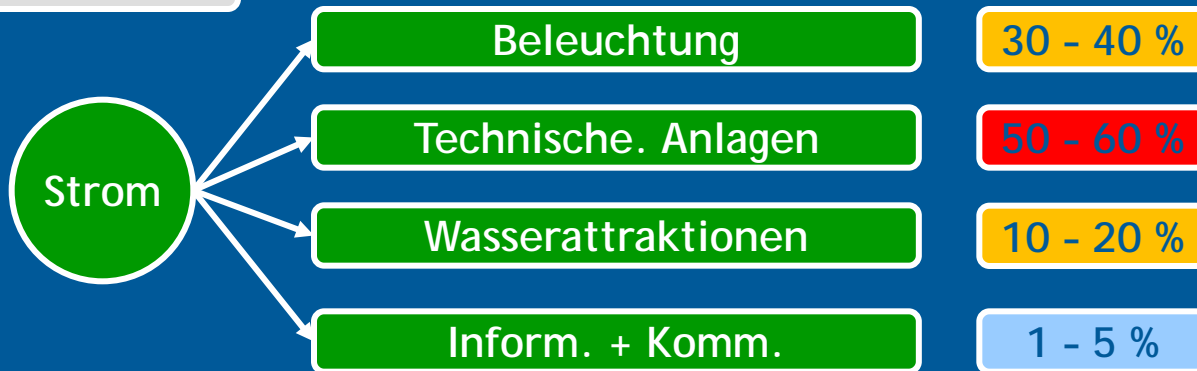 Beleuchtung 30 - 40 %
Technische. Anlagen 50 - 60 %
Strom
Wasserattraktionen 10 - 20 %
Inform. + Komm. 1 - 5 %